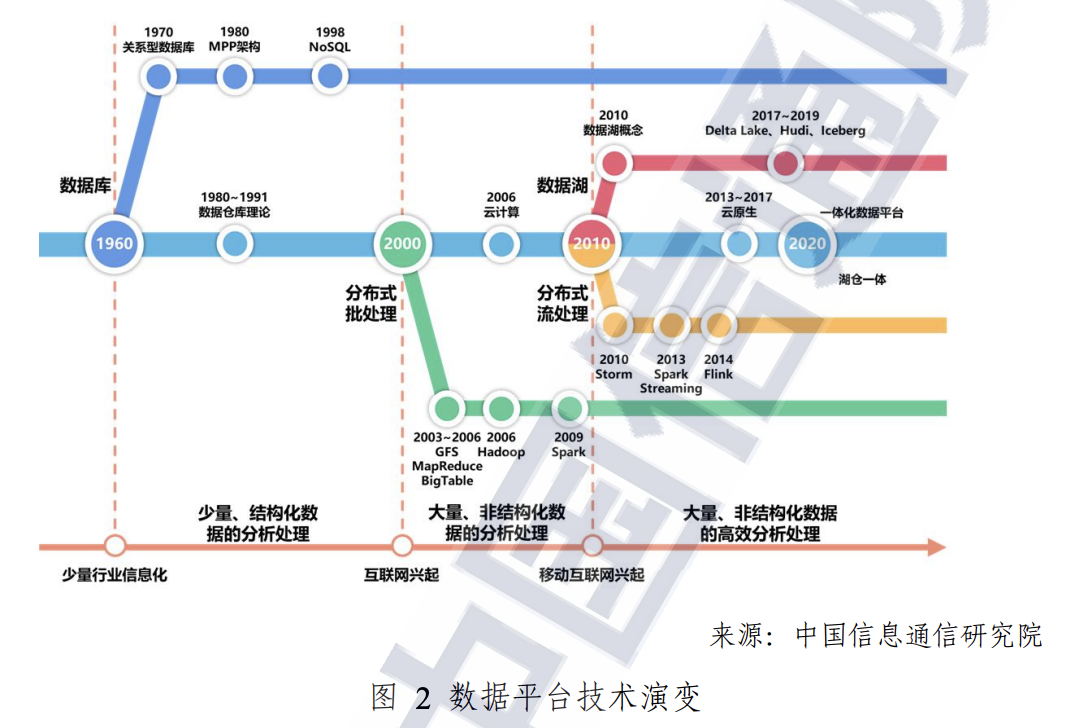 1970
关系型数据库
1980
MPP架构
1998
NoSQL
2010
数据湖概念
2017~2019
Delta Lake、Hudi、Iceberg
数据库
1980~1991
数据仓库理论
2006
云计算
数据湖
2013~2017
云原生
一体化数据平台
1960
2000
2010
2020
湖仓一体
分布式
批处理
分布式
流处理
2010
Storm
2013
Spark
Streaming
2014
Flink
2003~2006
GFS
MapReduce
BigTable
2006
Hadoop
2009
Spark
少量、结构化数
据的分析处理
大量、非结构化数
据的分析处理
大量、非结构化数据
的高效分析处理
少量行业信息化
互联网兴起
移动互联网兴起
来源：中国信息通信研究院
图 2 数据平台技术演变
中国信通院